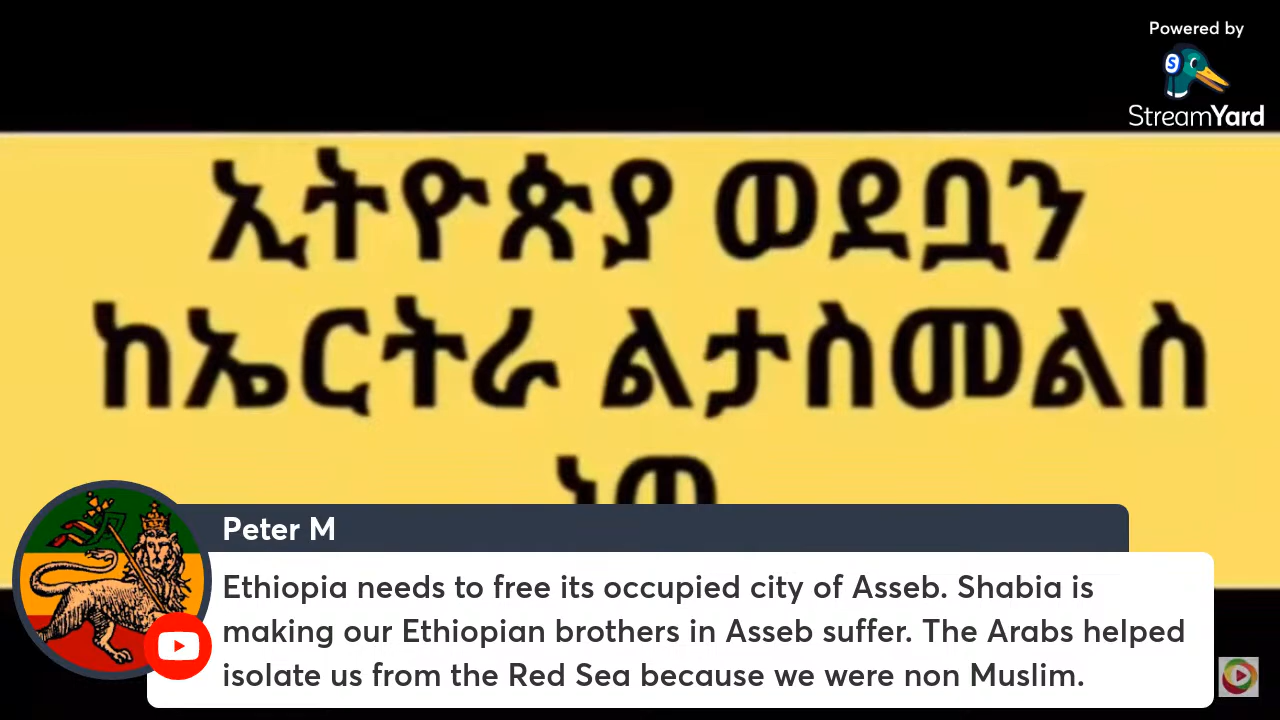 Powered by
StreamYard
ኢትዮጵያ ወደቧን
ከኤርትራ ልታስመልስ
ነው
Peter M
Ethiopia needs to free its occupied city of Asseb. Shabia is
making our Ethiopian brothers in Asseb suffer. The Arabs helped
isolate us from the Red Sea because we were non Muslim.